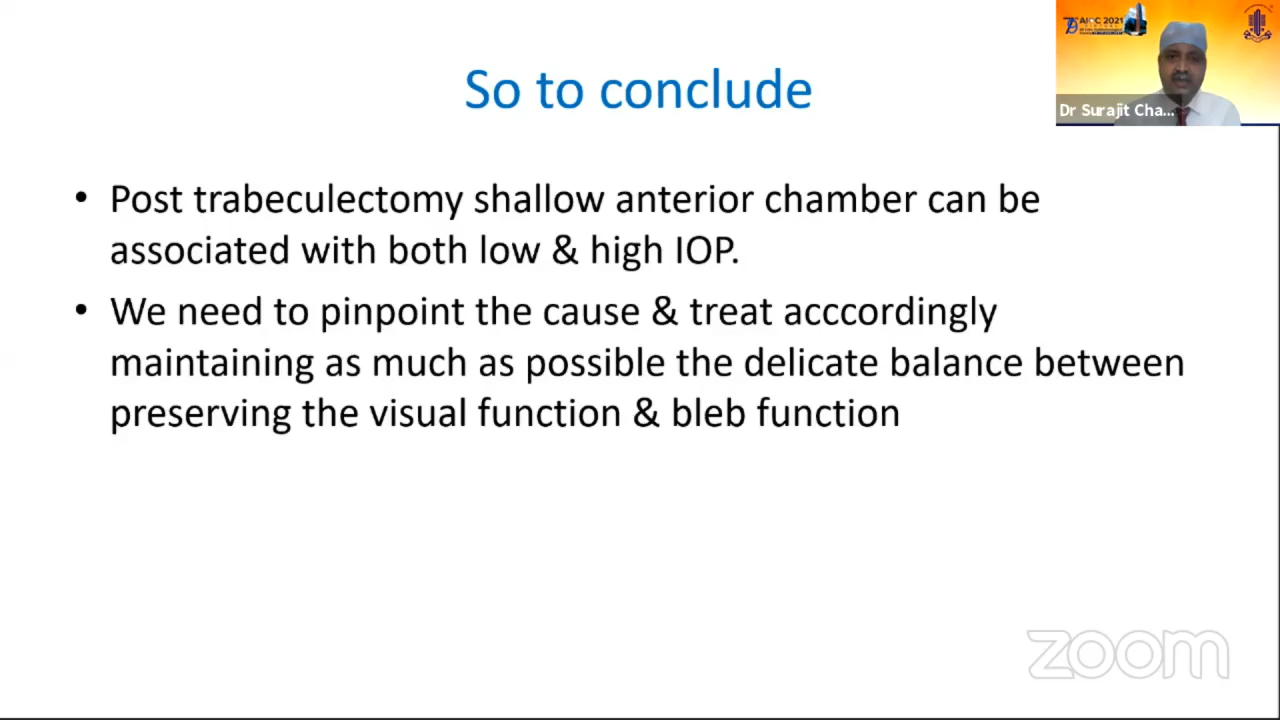 So to conclude
AIOC 2021
Dr Surajit Cha...
• Post trabeculectomy shallow anterior chamber can be
associated with both low & high IOP.
• We need to pinpoint the cause & treat acccordingly
maintaining as much as possible the delicate balance between
preserving the visual function & bleb function
zoom